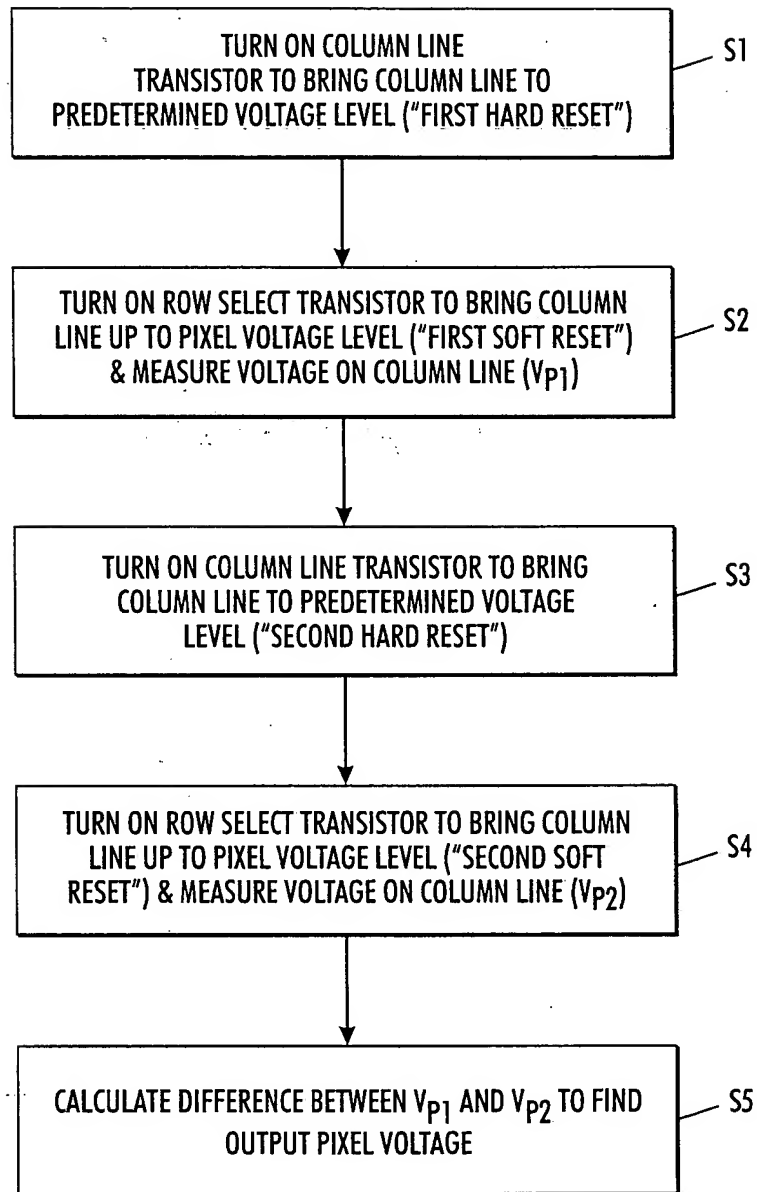 TURN ON COLUMN LINE
TRANSISTOR TO BRING COLUMN LINE TO
PREDETERMINED VOLTAGE LEVEL ("FIRST HARD RESET")
S1
TURN ON ROW SELECT TRANSISTOR TO BRING COLUMN
LINE UP TO PIXEL VOLTAGE LEVEL ("FIRST SOFT RESET")
& MEASURE VOLTAGE ON COLUMN LINE (VP1)
S2
TURN ON COLUMN LINE TRANSISTOR TO BRING
COLUMN LINE TO PREDETERMINED VOLTAGE
LEVEL ("SECOND HARD RESET")
S3
TURN ON ROW SELECT TRANSISTOR TO BRING COLUMN
LINE UP TO PIXEL VOLTAGE LEVEL ("SECOND SOFT
RESET") & MEASURE VOLTAGE ON COLUMN LINE (VP2)
S4
CALCULATE DIFFERENCE BETWEEN VP1 AND VP2 TO FIND
OUTPUT PIXEL VOLTAGE
S5